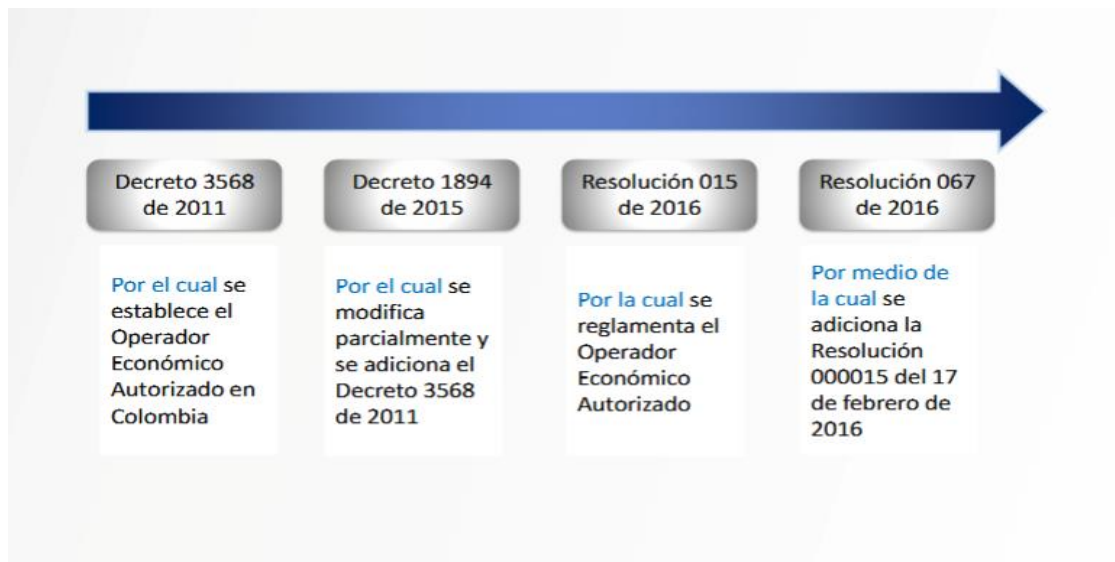 Decreto 3568
de 2011
Por el cual se
establece el
Operador
Económico
Autorizado en
Colombia
Decreto 1894
de 2015
Por el cual se
modifica
parcialmente y
se adiciona el
Decreto 3568
de 2011
Resolución 015
de 2016
Por la cual se
reglamenta el
Operador
Económico
Autorizado
Resolución 067
de 2016
Por medio de
la cual se
adiciona la
Resolución
000015 del 17
de febrero de
2016